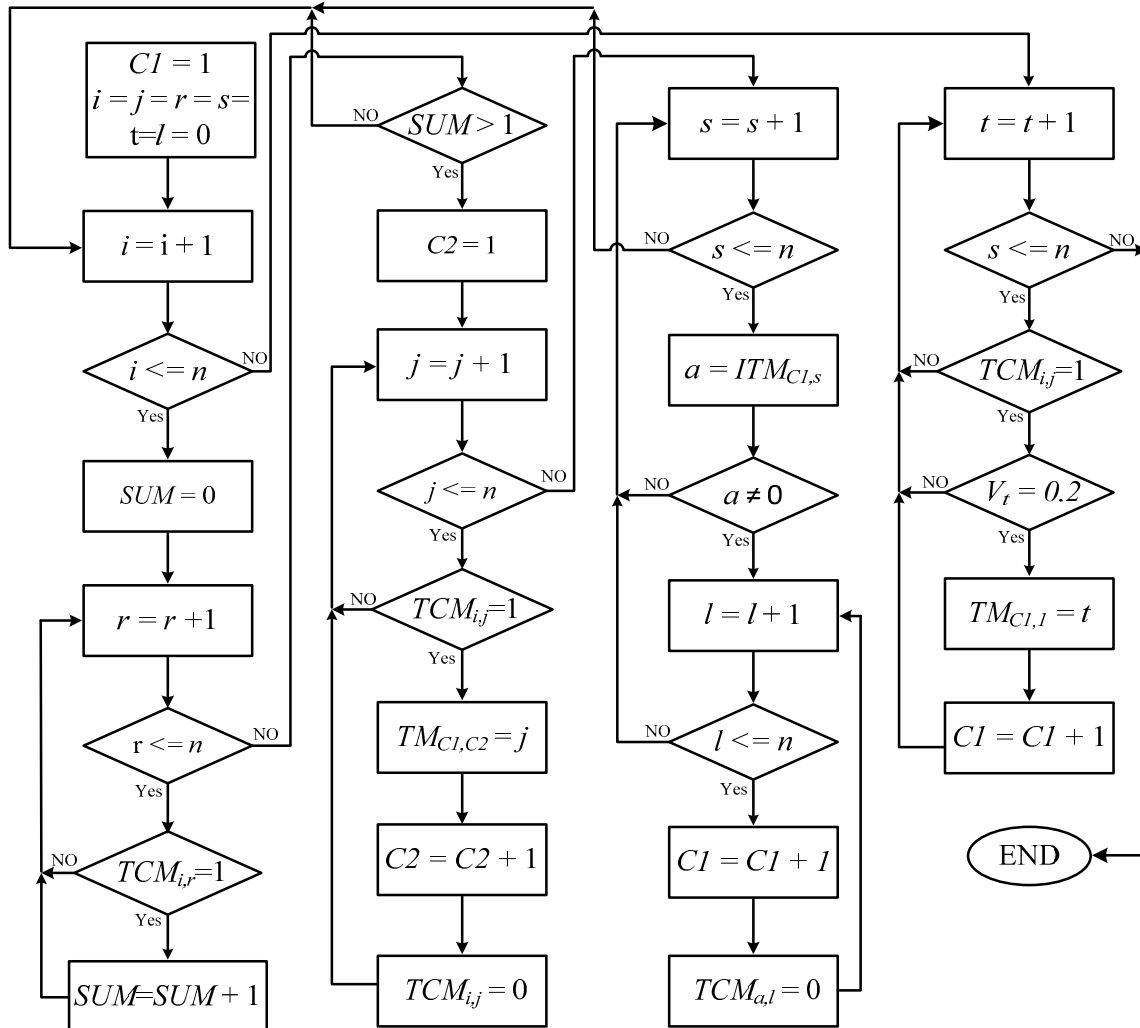 C1 = 1
i = j = r = s=
t=l = 0
i = i + 1
i <= n
NO
Yes
SUM = 0
r = r +1
r <= n
NO
Yes
TCMi,r=1
NO
Yes
SUM=SUM + 1
SUM > 1
NO
Yes
C2 = 1
j = j + 1
j <= n
NO
Yes
TCMi,j=1
NO
Yes
TMC1,C2 = j
C2 = C2 + 1
TCMi,j = 0
s = s + 1
s <= n
NO
Yes
a = ITMC1,s
a ≠ 0
NO
Yes
l = l + 1
l <= n
NO
Yes
C1 = C1 + 1
TCMa,l = 0
t = t + 1
s <= n
NO
Yes
TCMi,j=1
NO
Yes
Vt = 0.2
NO
Yes
TMC1,1 = t
C1 = C1 + 1
END